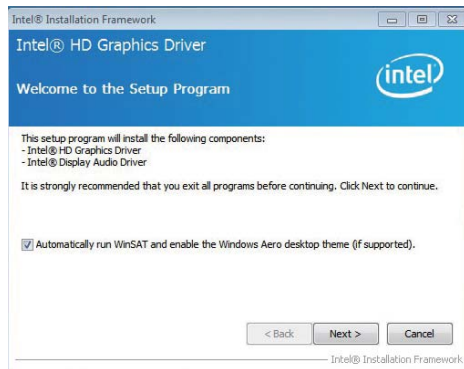 Intel® Installation Framework
Intel® HD Graphics Driver
intel
Welcome to the Setup Program
This setup program will install the following components:
- Intel® HD Graphics Driver
- Intel® Display Audio Driver
It is strongly recommended that you exit all programs before continuing. Click Next to continue.
Automatically run WinSAT and enable the Windows Aero desktop theme (if supported).
< Back Next > Cancel
Intel® Installation Framework